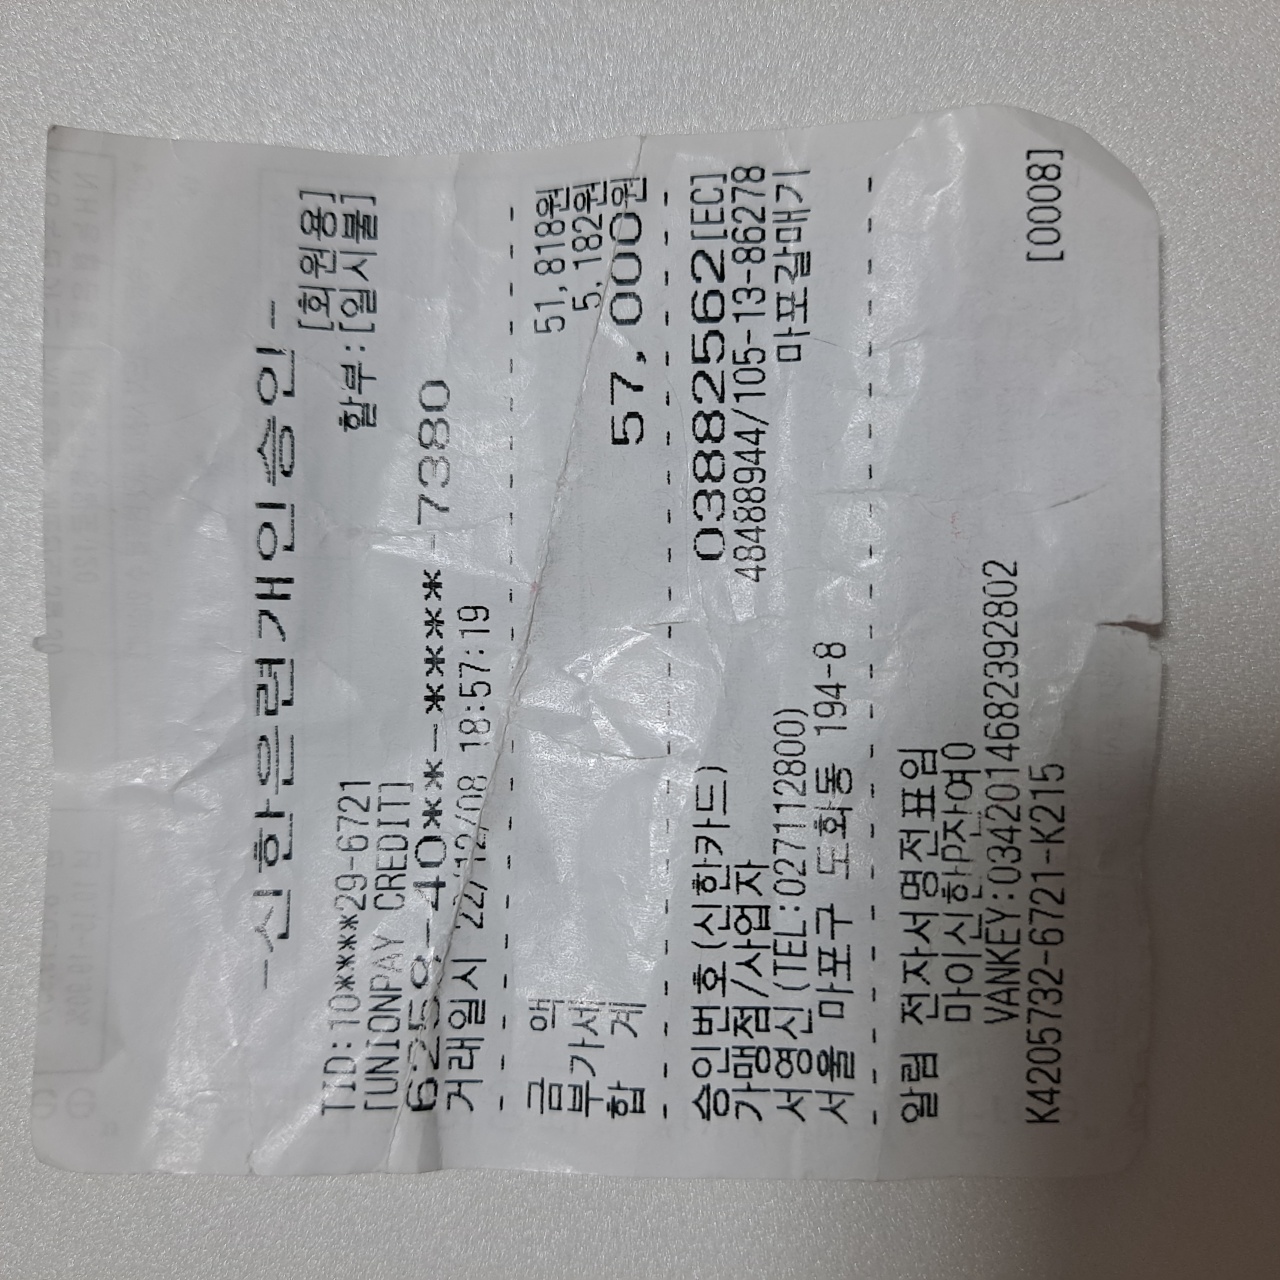 -신한은련개인승인-
[회원용]
TID:10****29-6721 할부:[일시불]
[UNIONPAY CREDIT]
6259-40**-****-7380
거래일시 22/12/08 18:57:19
금 액 51,818원
부가세 5,182원
합 계 57,000원
승인번호(신한카드) 03882562[EC]
가맹점/사업자 48488944/105-13-86278
서영신(TEL:027112800) 마포갈매기
서울 마포구 도화동 194-8
알림 전자서명전표임
마이신한P잔여0
VANKEY:0342014682392802
K4205732-6721-K215 [0008]